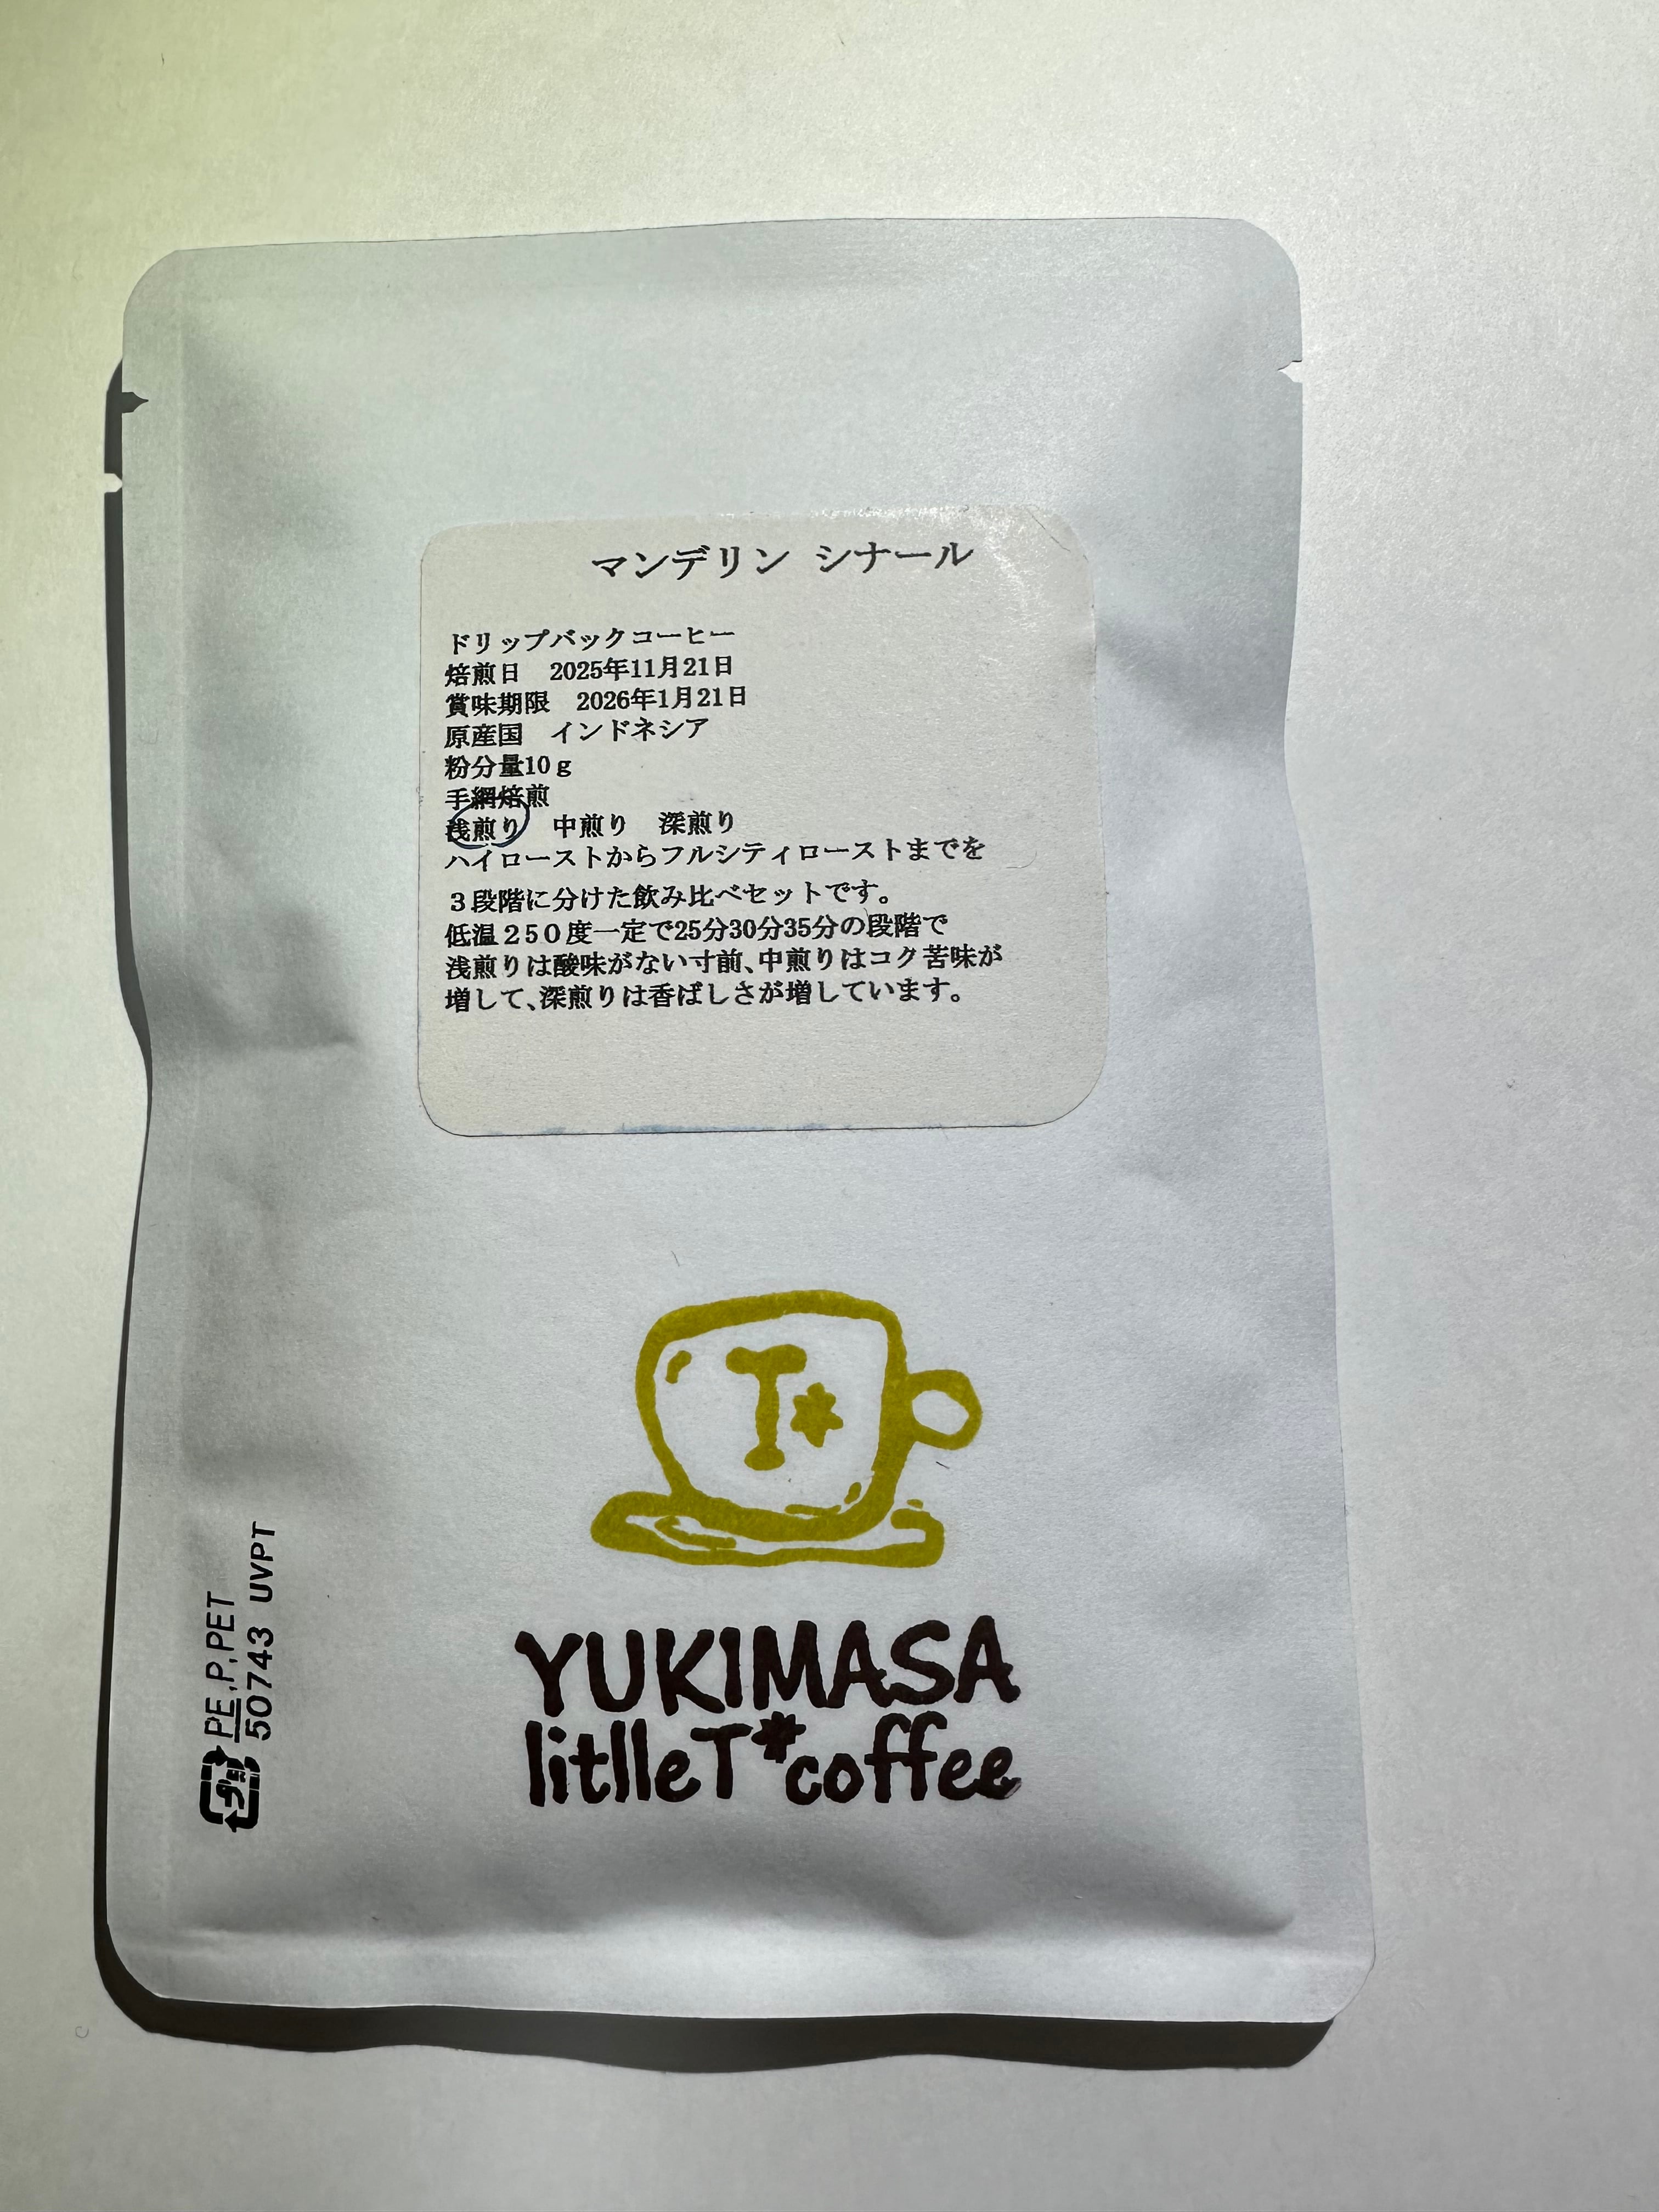 マンデリン シナール
ドリップバックコーヒー
焙煎日　2025年11月21日
賞味期限　2026年1月21日
原産国　インドネシア
粉分量10ｇ
手網焙煎
浅煎り　中煎り　深煎り
ハイローストからフルシティローストまでを
３段階に分けた飲み比べセットです。
低温２５０度一定で25分30分35分の段階で
浅煎りは酸味がない寸前、中煎りはコク苦味が
増して、深煎りは香ばしさが増しています。
T*
YUKIMASA
litlleT*coffee
プラ PE,P,PET
50743 UVPT